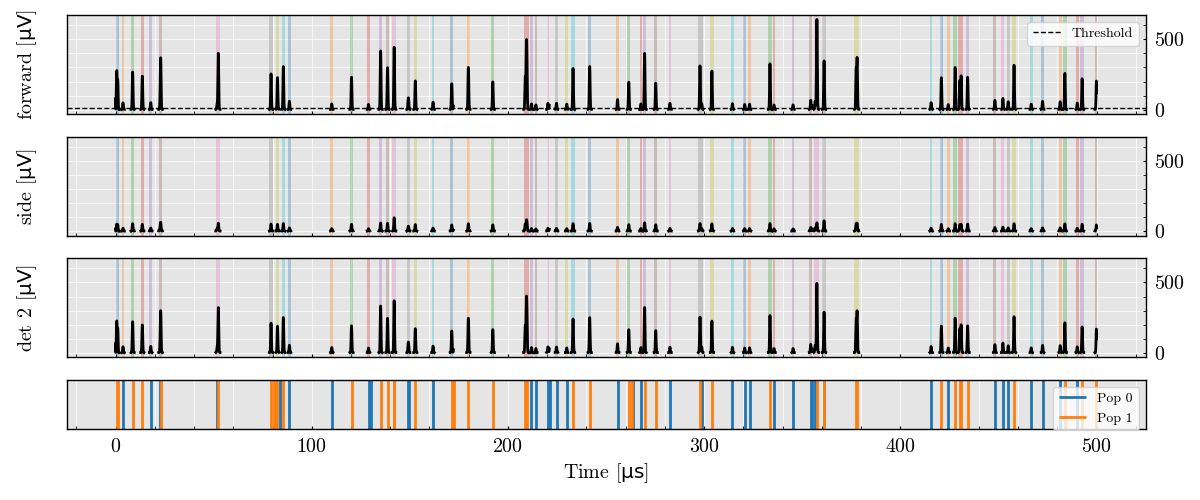 forward [μV]
Threshold
500
0
side [μV]
500
0
det 2 [μV]
500
0
Pop 0
Pop 1
0 100 200 300 400 500
Time [μs]